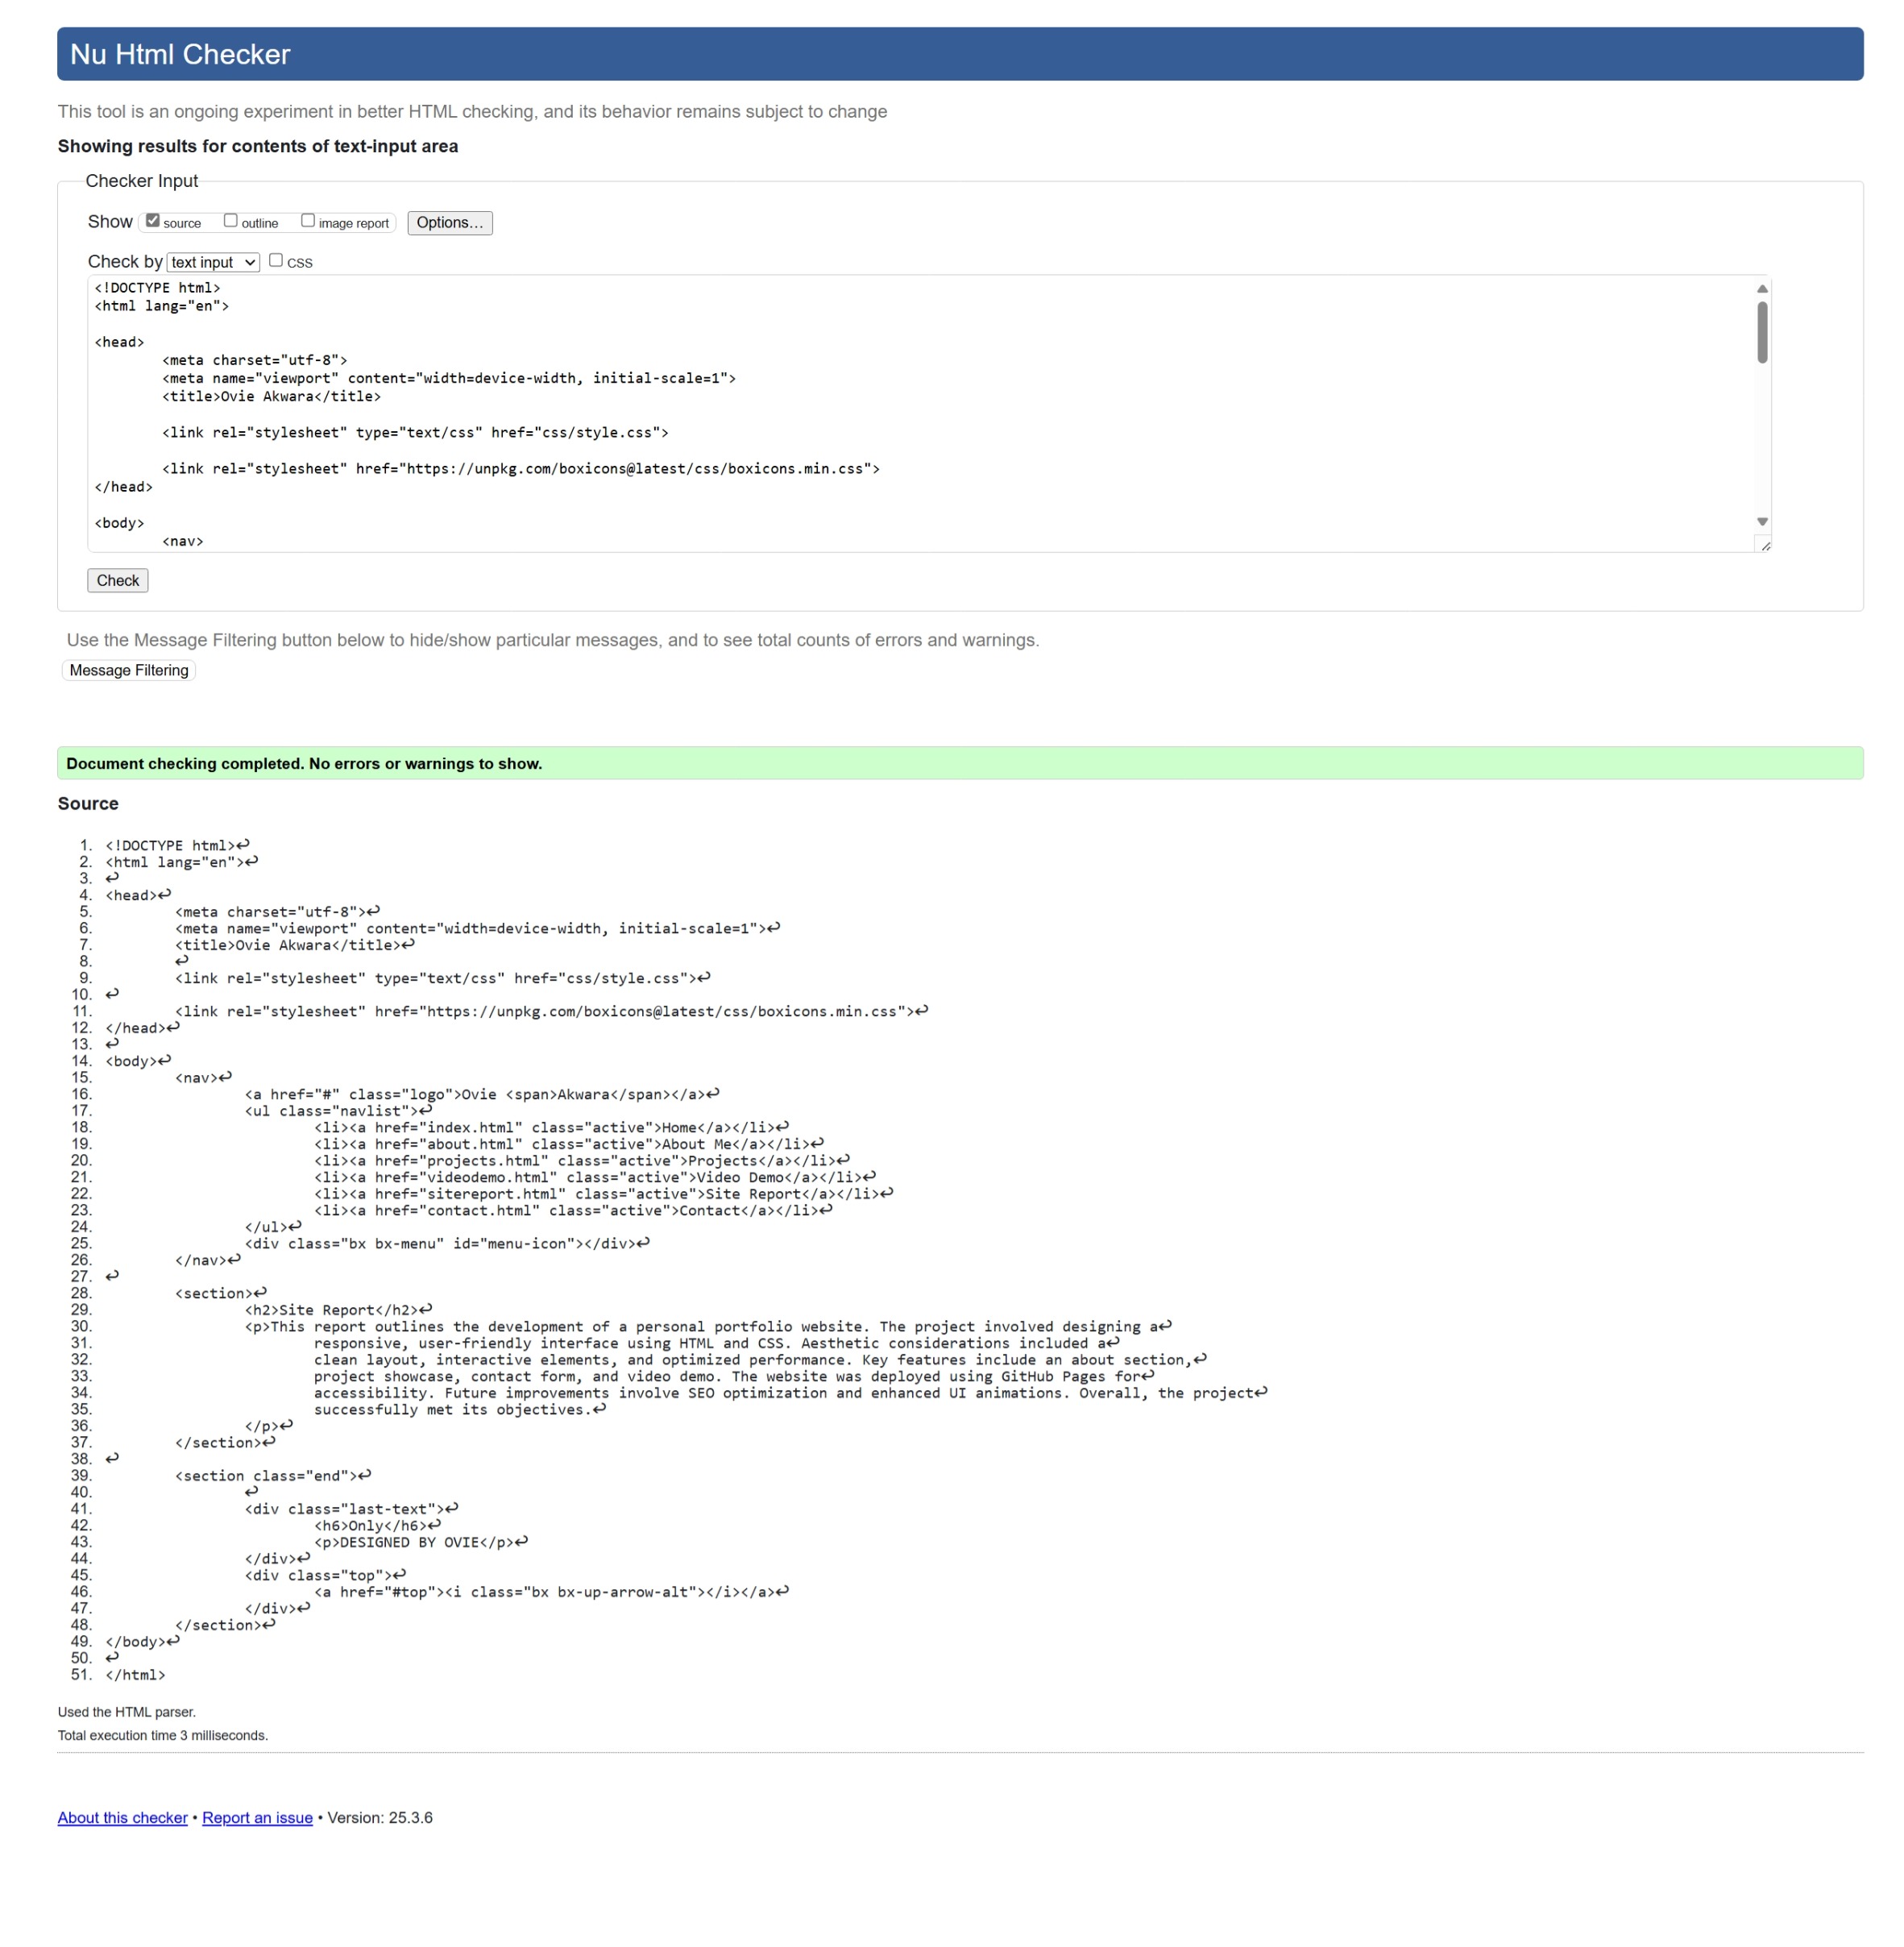 Nu Html Checker
This tool is an ongoing experiment in better HTML checking, and its behavior remains subject to change
Showing results for contents of text-input area
Checker Input
Show source outline image report Options...
Check by text input CSS
<!DOCTYPE html>
<html lang="en">
<head>
<meta charset="utf-8">
<meta name="viewport" content="width=device-width, initial-scale=1">
<title>Ovie Akwara</title>
<link rel="stylesheet" type="text/css" href="css/style.css">
<link rel="stylesheet" href="https://unpkg.com/boxicons@latest/css/boxicons.min.css">
</head>
<body>
<nav>
Check
Use the Message Filtering button below to hide/show particular messages, and to see total counts of errors and warnings.
Message Filtering
Document checking completed. No errors or warnings to show.
Source
1. <!DOCTYPE html>↩
2. <html lang="en">↩
3. ↩
4. <head>↩
5. <meta charset="utf-8">↩
6. <meta name="viewport" content="width=device-width, initial-scale=1">↩
7. <title>Ovie Akwara</title>↩
8. ↩
9. <link rel="stylesheet" type="text/css" href="css/style.css">↩
10. ↩
11. <link rel="stylesheet" href="https://unpkg.com/boxicons@latest/css/boxicons.min.css">↩
12. </head>↩
13. ↩
14. <body>↩
15. <nav>↩
16. <a href="#" class="logo">Ovie <span>Akwara</span></a>↩
17. <ul class="navlist">↩
18. <li><a href="index.html" class="active">Home</a></li>↩
19. <li><a href="about.html" class="active">About Me</a></li>↩
20. <li><a href="projects.html" class="active">Projects</a></li>↩
21. <li><a href="videodemo.html" class="active">Video Demo</a></li>↩
22. <li><a href="sitereport.html" class="active">Site Report</a></li>↩
23. <li><a href="contact.html" class="active">Contact</a></li>↩
24. </ul>↩
25. <div class="bx bx-menu" id="menu-icon"></div>↩
26. </nav>↩
27. ↩
28. <section>↩
29. <h2>Site Report</h2>↩
30. <p>This report outlines the development of a personal portfolio website. The project involved designing a↩
31. responsive, user-friendly interface using HTML and CSS. Aesthetic considerations included a↩
32. clean layout, interactive elements, and optimized performance. Key features include an about section,↩
33. project showcase, contact form, and video demo. The website was deployed using GitHub Pages for↩
34. accessibility. Future improvements involve SEO optimization and enhanced UI animations. Overall, the project↩
35. successfully met its objectives.↩
36. </p>↩
37. </section>↩
38. ↩
39. <section class="end">↩
40. ↩
41. <div class="last-text">↩
42. <h6>Only</h6>↩
43. <p>DESIGNED BY OVIE</p>↩
44. </div>↩
45. <div class="top">↩
46. <a href="#top"><i class="bx bx-up-arrow-alt"></i></a>↩
47. </div>↩
48. </section>↩
49. </body>↩
50. ↩
51. </html>
Used the HTML parser.
Total execution time 3 milliseconds.
About this checker • Report an issue • Version: 25.3.6